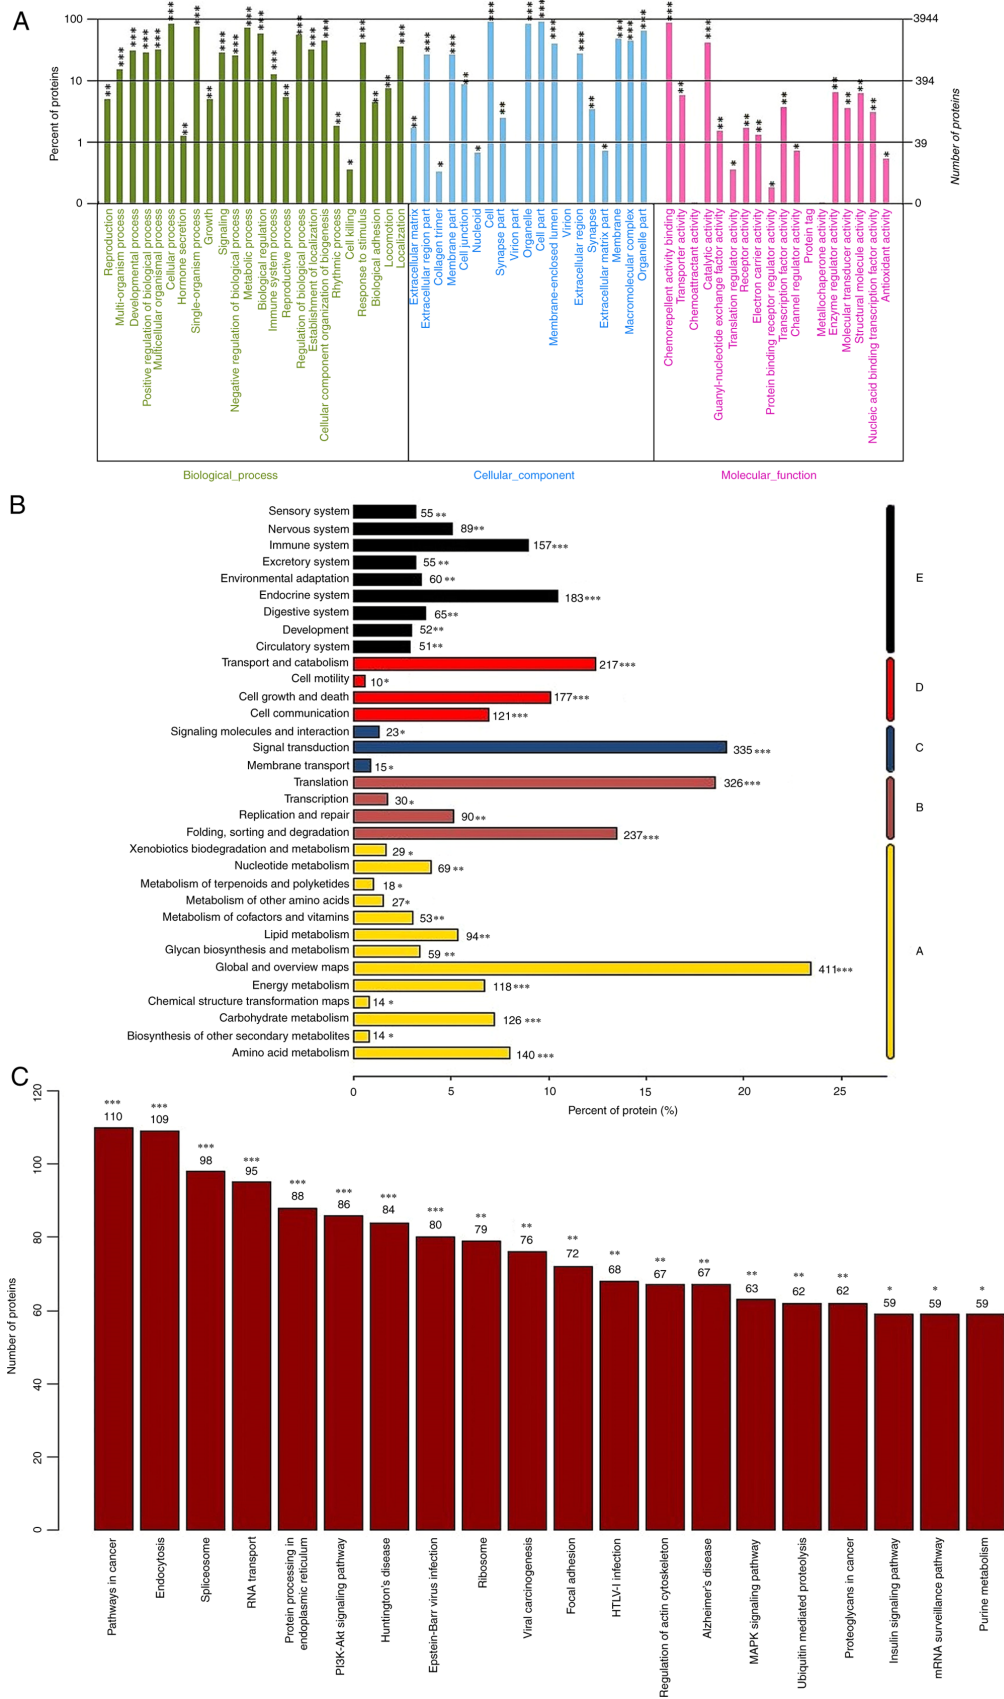 A
Percent of proteins
100
10
1
0
3944
394
39
0
Number of proteins
Reproduction
Multi-organism process
Developmental process
Positive regulation of biological process
Multicellular organismal process
Cellular process
Hormone secretion
Single-organism process
Growth
Signaling
Negative regulation of biological process
Metabolic process
Biological regulation
Immune system process
Reproductive process
Regulation of biological process
Establishment of localization
Cellular component organization of biogenesis
Rhythmic process
Cell killing
Response to stimulus
Biological adhesion
Locomotion
Localization
Extracellular matrix
Extracellular region part
Collagen trimer
Membrane part
Cell junction
Nucleoid
Cell
Synapse part
Virion part
Organelle
Cell part
Membrane-enclosed lumen
Virion
Extracellular region
Synapse
Extracellular matrix part
Membrane
Macromolecular complex
Organelle part
Chemorepellent activity binding
Transporter activity
Chemoattractant activity
Catalytic activity
Guanyl-nucleotide exchange factor activity
Translation regulator activity
Receptor activity
Electron carrier activity
Protein binding receptor regulator activity
Transcription factor activity
Channel regulator activity
Protein tag
Metallochaperone activity
Enzyme regulator activity
Molecular transducer activity
Structural molecule activity
Nucleic acid binding transcription factor activity
Antioxidant activity
Biological_process
Cellular_component
Molecular_function
B
Sensory system 55 **
Nervous system 89**
Immune system 157***
Excretory system 55 **
Environmental adaptation 60 **
Endocrine system 183***
Digestive system 65**
Development 52**
Circulatory system 51**
E
Transport and catabolism 217***
Cell motility 10*
Cell growth and death 177***
Cell communication 121***
D
Signaling molecules and interaction 23*
Signal transduction 335 ***
Membrane transport 15*
C
Translation 326***
Transcription 30*
Replication and repair 90**
Folding, sorting and degradation 237***
B
Xenobiotics biodegradation and metabolism 29 *
Nucleotide metabolism 69 **
Metabolism of terpenoids and polyketides 18*
Metabolism of other amino acids 27*
Metabolism of cofactors and vitamins 53**
Lipid metabolism 94**
Glycan biosynthesis and metabolism 59 **
Global and overview maps 411***
Energy metabolism 118***
Chemical structure transformation maps 14 *
Carbohydrate metabolism 126 ***
Biosynthesis of other secondary metabolites 14 *
Amino acid metabolism 140 ***
A
0 5 10 15 20 25
Percent of protein (%)
C
Number of proteins
120
100
80
60
40
20
0
*** 110
*** 109
*** 98
*** 95
*** 88
*** 86
*** 84
*** 80
** 79
** 76
** 72
** 68
** 67
** 67
** 63
** 62
** 62
* 59
* 59
* 59
Pathways in cancer
Endocytosis
Spliceosome
RNA transport
Protein processing in
endoplasmic reticulum
PI3K-Akt signaling pathway
Huntington's disease
Epstein-Barr virus infection
Ribosome
Viral carcinogenesis
Focal adhesion
HTLV-I infection
Regulation of actin cytoskeleton
Alzheimer's disease
MAPK signaling pathway
Ubiquitin mediated proteolysis
Proteoglycans in cancer
Insulin signaling pathway
mRNA surveillance pathway
Purine metabolism